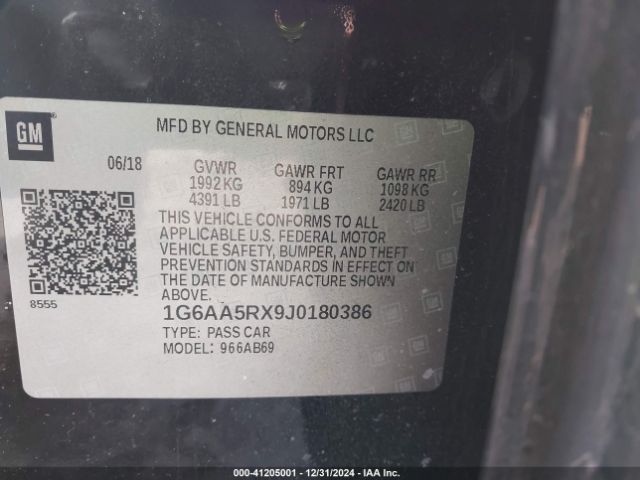 GM
MFD BY GENERAL MOTORS LLC
06/18 GVWR GAWR FRT GAWR RR
1992 KG 894 KG 1098 KG
4391 LB 1971 LB 2420 LB
THIS VEHICLE CONFORMS TO ALL
APPLICABLE U.S. FEDERAL MOTOR
VEHICLE SAFETY, BUMPER, AND THEFT
PREVENTION STANDARDS IN EFFECT ON
THE DATE OF MANUFACTURE SHOWN
ABOVE.
8555
1G6AA5RX9J0180386
TYPE: PASS CAR
MODEL: 966AB69
000-41205001 - 12/31/2024 - IAA Inc.